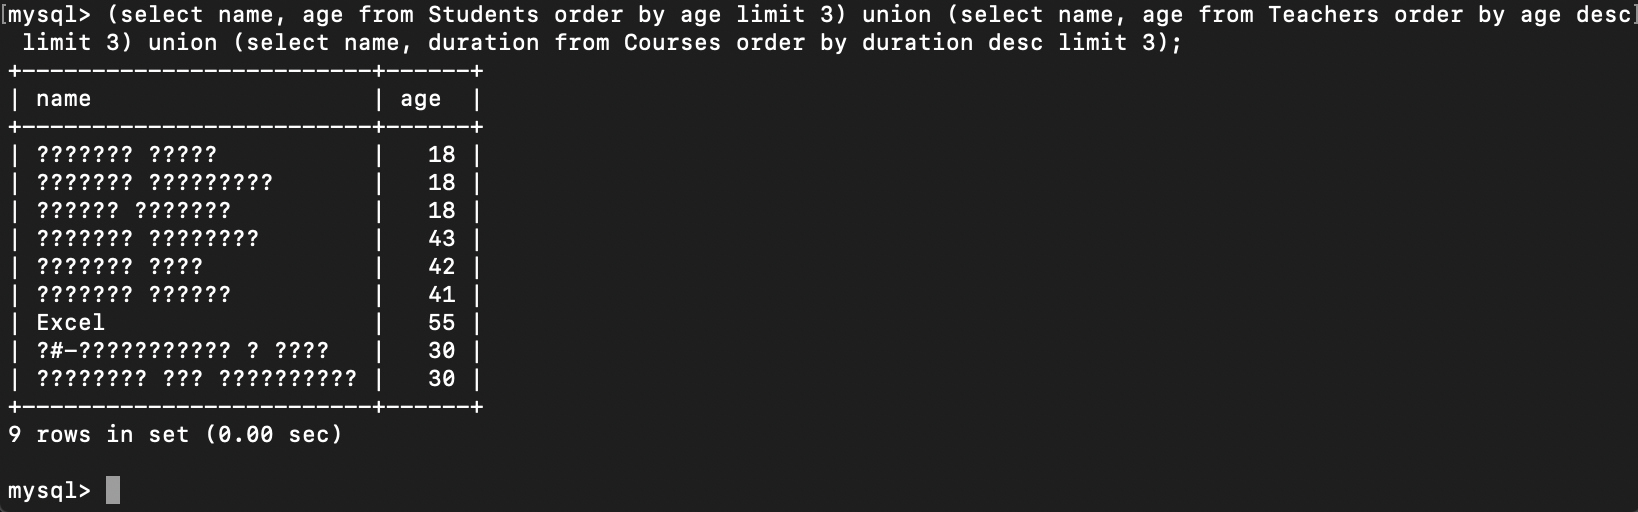 [mysql> (select name, age from Students order by age limit 3) union (select name, age from Teachers order by age desc]
 limit 3) union (select name, duration from Courses order by duration desc limit 3);
+-------------------------+------+
| name                    | age  |
+-------------------------+------+
| ??????? ?????           |   18 |
| ??????? ?????????       |   18 |
| ?????? ???????          |   18 |
| ??????? ????????        |   43 |
| ??????? ????            |   42 |
| ??????? ??????          |   41 |
| Excel                   |   55 |
| ?#-??????????? ? ????   |   30 |
| ???????? ??? ?????????? |   30 |
+-------------------------+------+
9 rows in set (0.00 sec)
mysql>